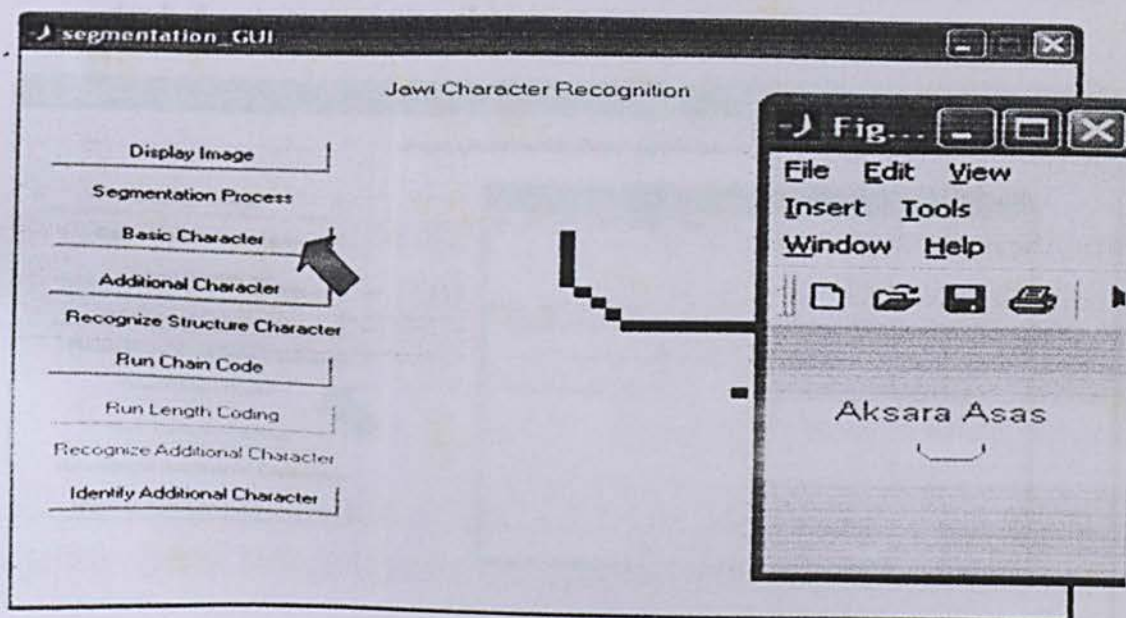 segmentation_GUI
Jawi Character Recognition
Display Image
Segmentation Process
Basic Character
Additional Character
Recognize Structure Character
Run Chain Code
Run Length Coding
Recognize Additional Character
Identify Additional Character
Fig...
File Edit View
Insert Tools
Window Help
Aksara Asas